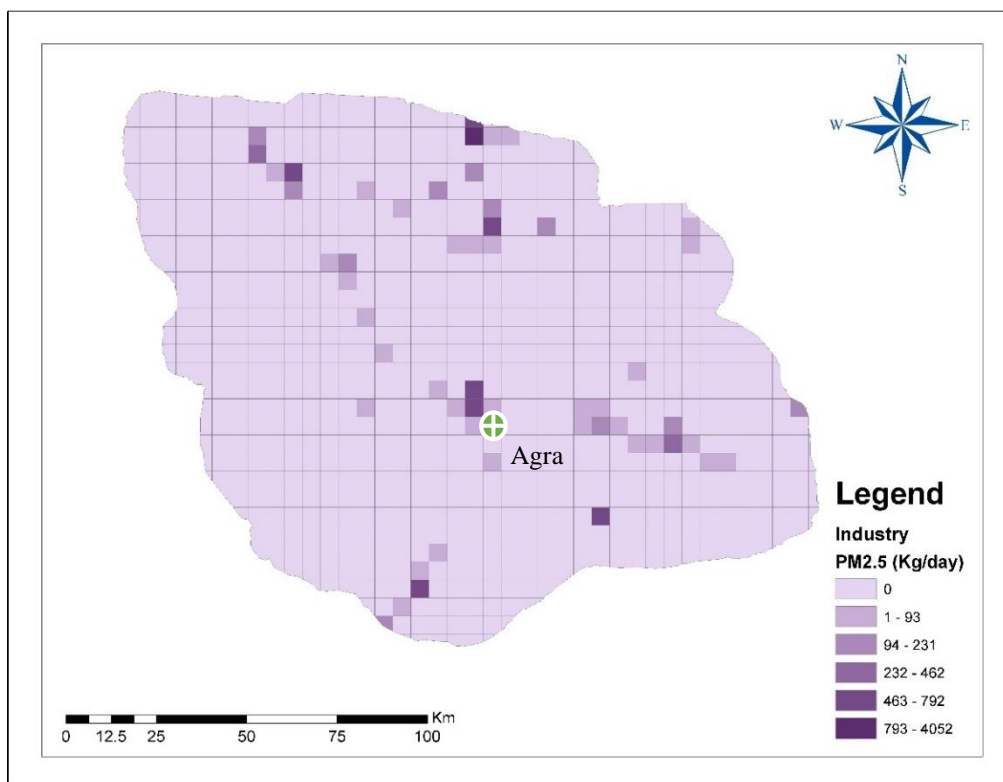 N
W E
S
Agra
Legend
Industry
PM2.5 (Kg/day)
0
1 - 93
94 - 231
232 - 462
463 - 792
793 - 4052
Km
0 12.5 25 50 75 100